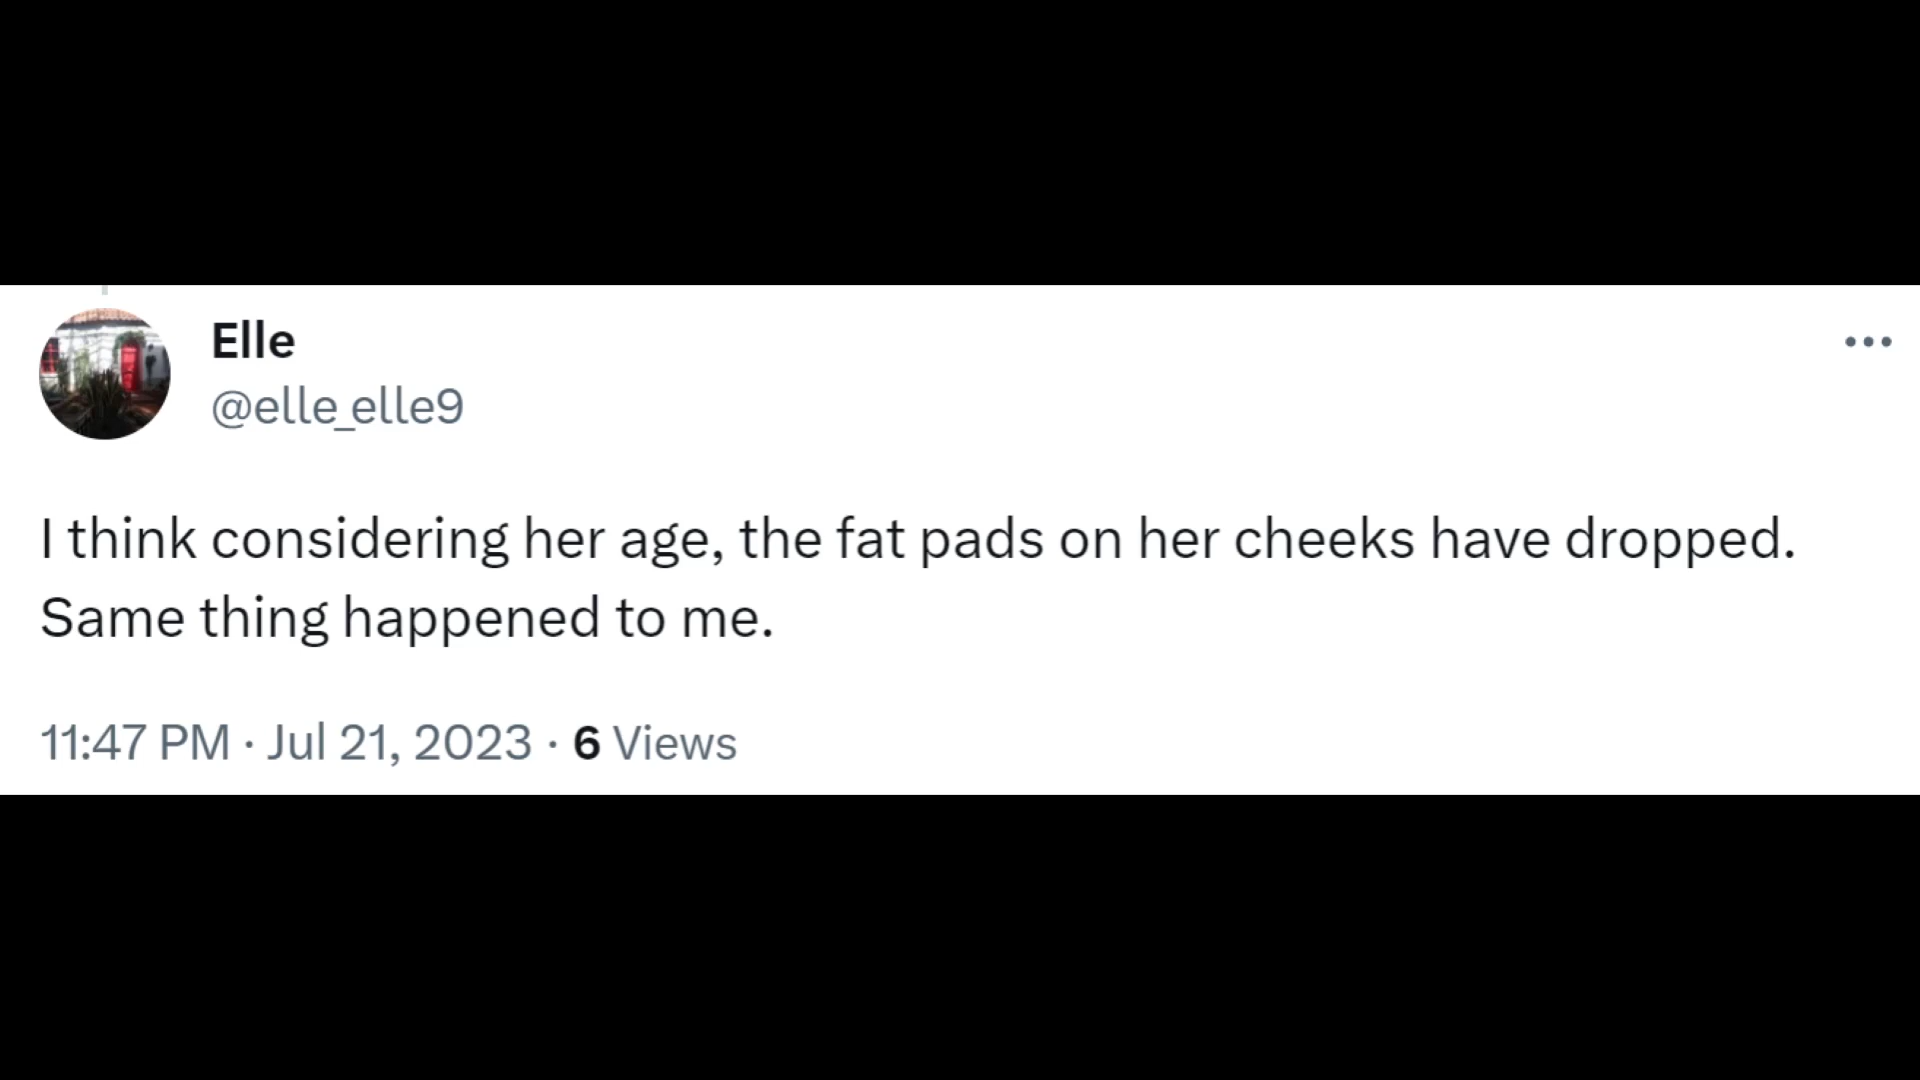 Elle
@elle_elle9
I think considering her age, the fat pads on her cheeks have dropped.
Same thing happened to me.
11:47 PM · Jul 21, 2023 · 6 Views